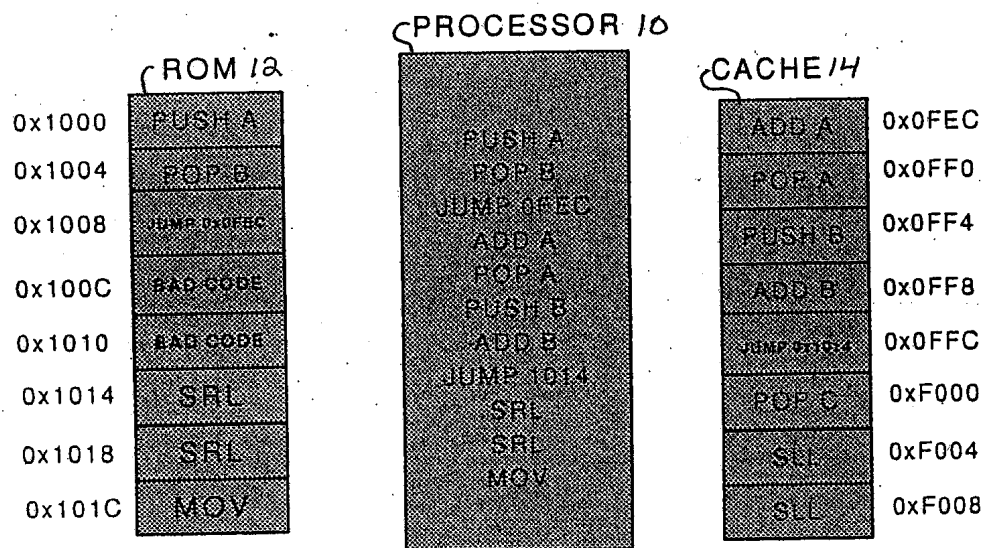 PROCESSOR 10
ROM 12
CACHE 14
0x1000 PUSH A
0x1004 POP B
0x1008 JUMP 0x0FEC
0x100C BAD CODE
0x1010 BAD CODE
0x1014 SRL
0x1018 SRL
0x101C MOV
PUSH A
POP B
JUMP 0FEC
ADD A
POP A
PUSH B
ADD B
JUMP 1014
SRL
SRL
MOV
ADD A 0x0FEC
POP A 0x0FF0
PUSH B 0x0FF4
ADD B 0x0FF8
JUMP 0x1014 0x0FFC
POP C 0xF000
SLL 0xF004
SLL 0xF008